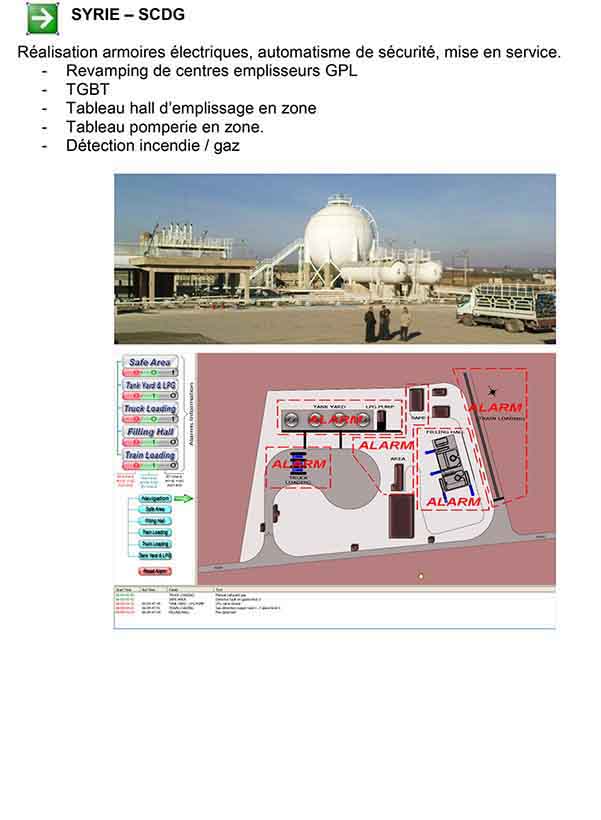 SYRIE – SCDG
Réalisation armoires électriques, automatisme de sécurité, mise en service.
- Revamping de centres emplisseurs GPL
- TGBT
- Tableau hall d'emplissage en zone
- Tableau pomperie en zone.
- Détection incendie / gaz
Safe Area
Tank Yard & LPG
Truck Loading
Filling Hall
Train Loading
Alarms Information
Navigation
Safe Area
Filling Hall
Train Loading
Truck Loading
Tank Yard & LPG
Reset Alarm
TANK YARD
LPG PUMP
ALARM
SAFE
AREA
ALARM
TRAIN LOADING
ALARM
TRUCK LOADING
ALARM
FILLING HALL
ALARM